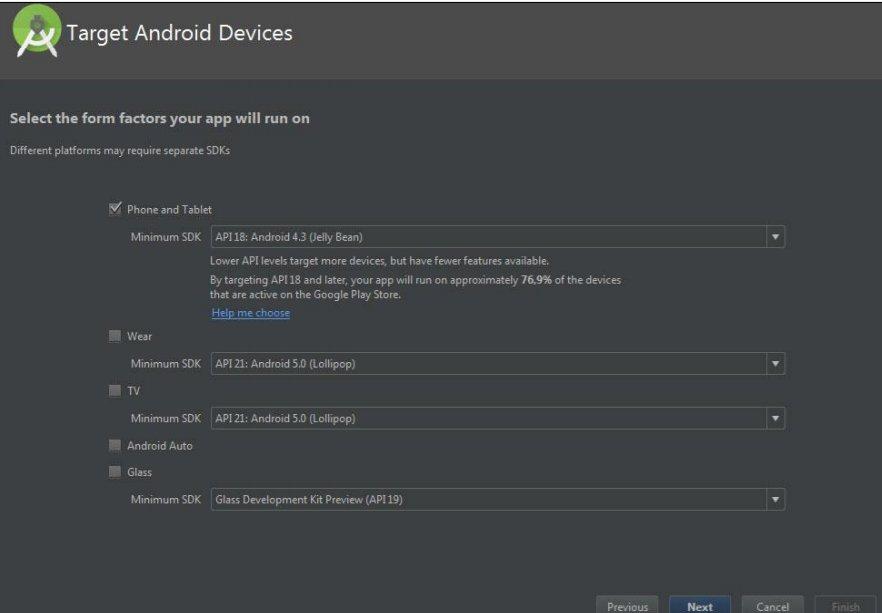 Target Android Devices
Select the form factors your app will run on
Different platforms may require separate SDKs
Phone and Tablet
Minimum SDK API 18: Android 4.3 (Jelly Bean)
Lower API levels target more devices, but have fewer features available.
By targeting API 18 and later, your app will run on approximately 76,9% of the devices
that are active on the Google Play Store.
Help me choose
Wear
Minimum SDK API 21: Android 5.0 (Lollipop)
TV
Minimum SDK API 21: Android 5.0 (Lollipop)
Android Auto
Glass
Minimum SDK Glass Development Kit Preview (API 19)
Previous Next Cancel Finish